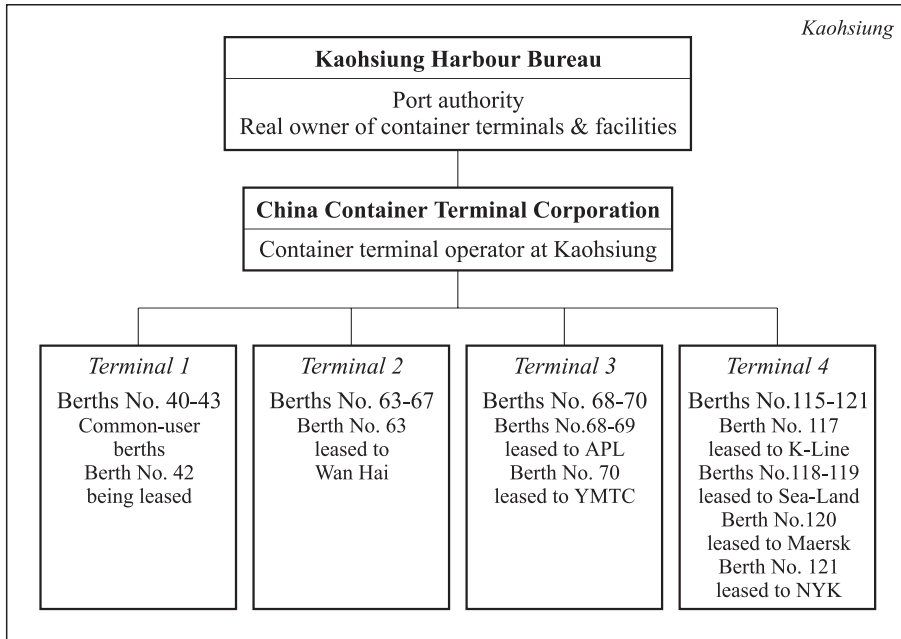 Kaohsiung
Kaohsiung Harbour Bureau
Port authority
Real owner of container terminals & facilities
China Container Terminal Corporation
Container terminal operator at Kaohsiung
Terminal 1
Berths No. 40-43
Common-user
berths
Berth No. 42
being leased
Terminal 2
Berths No. 63-67
Berth No. 63
leased to
Wan Hai
Terminal 3
Berths No. 68-70
Berths No.68-69
leased to APL
Berth No. 70
leased to YMTC
Terminal 4
Berths No.115-121
Berth No. 117
leased to K-Line
Berths No.118-119
leased to Sea-Land
Berth No.120
leased to Maersk
Berth No. 121
leased to NYK